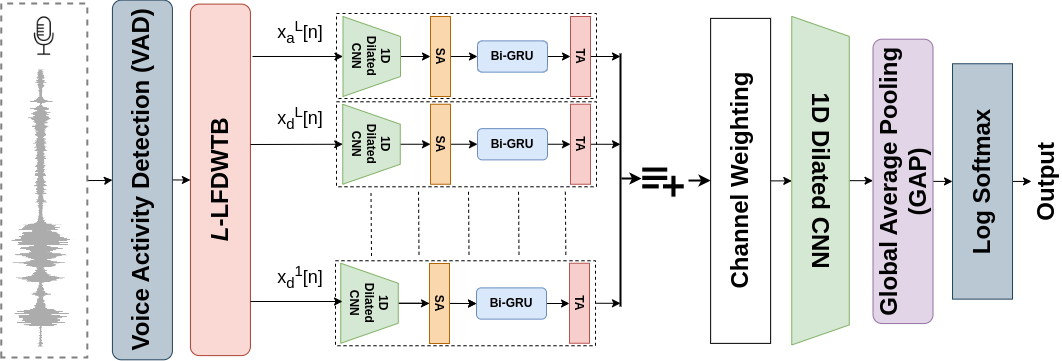 Voice Activity Detection (VAD)
L-LFDWTB
x_a^L[n]
1D
Dilated
CNN
SA
Bi-GRU
TA
x_d^L[n]
1D
Dilated
CNN
SA
Bi-GRU
TA
x_d^1[n]
1D
Dilated
CNN
SA
Bi-GRU
TA
Channel Weighting
1D Dilated CNN
Global Average Pooling
(GAP)
Log Softmax
Output